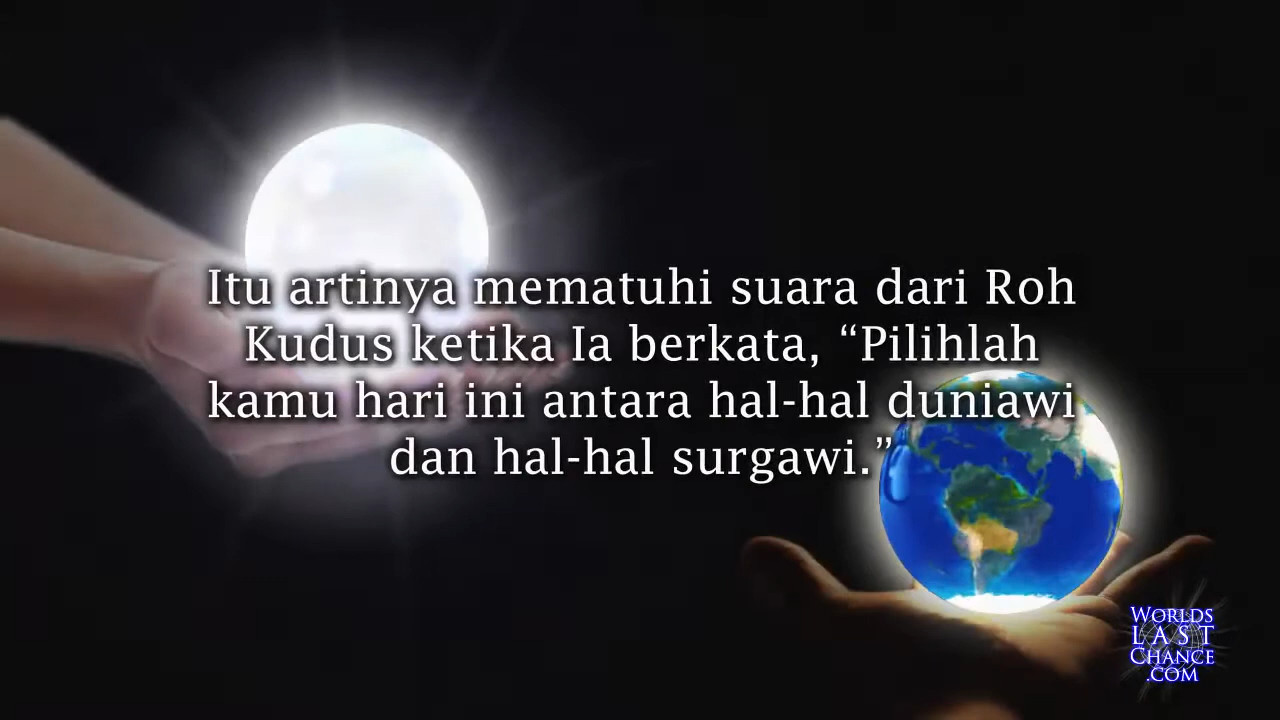 Itu artinya mematuhi suara dari Roh
Kudus ketika Ia berkata, “Pilihlah
kamu hari ini antara hal-hal duniawi
dan hal-hal surgawi.”
WORLDS
LAST
CHANCE
.COM